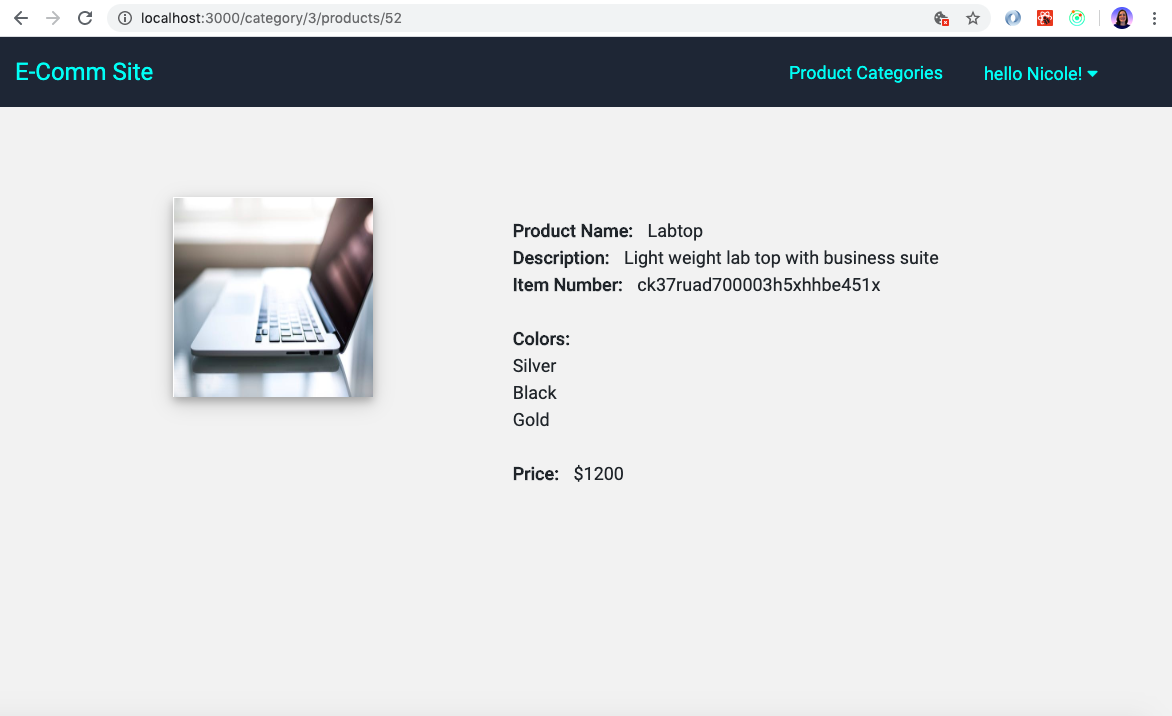 localhost:3000/category/3/products/52
E-Comm Site
Product Categories
hello Nicole!
Product Name: Labtop
Description: Light weight lab top with business suite
Item Number: ck37ruad700003h5xhhbe451x
Colors:
Silver
Black
Gold
Price: $1200